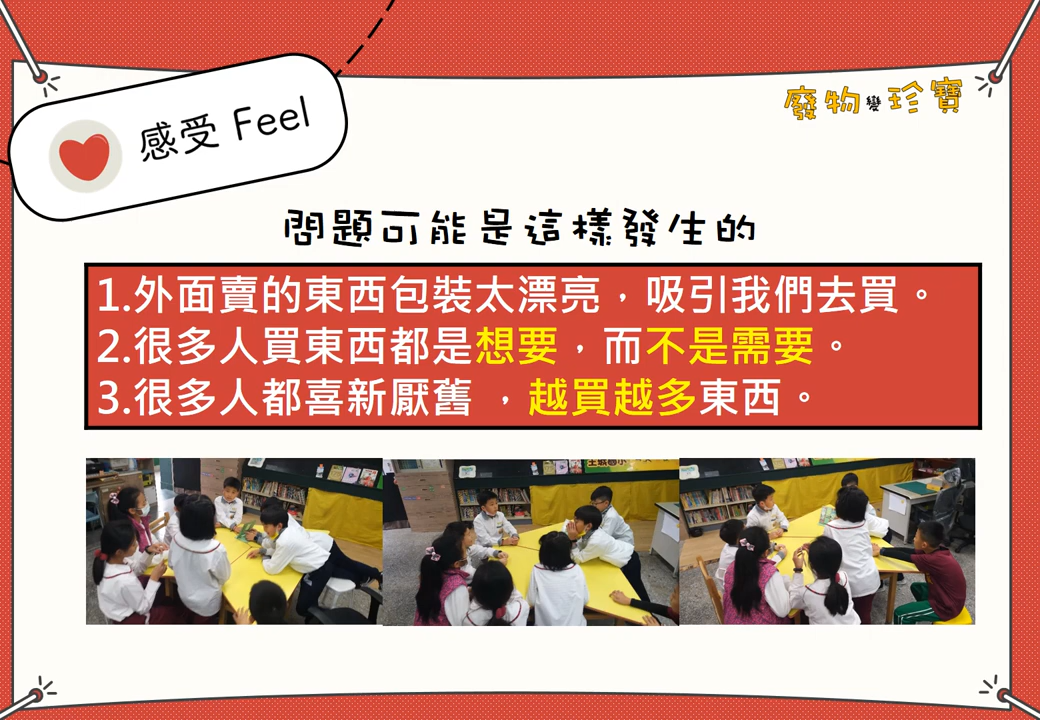 感受 Feel
廢物變珍寶
問題可能是這樣發生的
1.外面賣的東西包裝太漂亮，吸引我們去買。
2.很多人買東西都是想要，而不是需要。
3.很多人都喜新厭舊 ，越買越多東西。